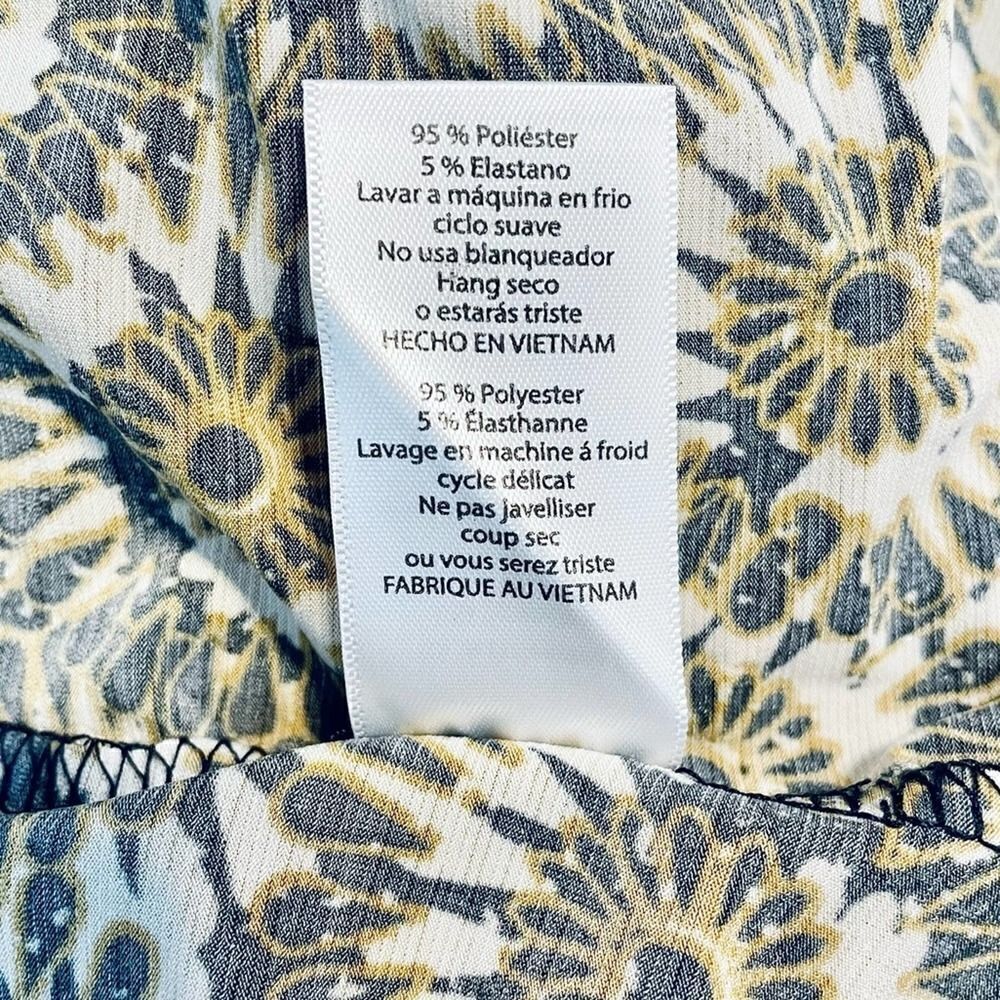 95 % Poliéster
5 % Elastano
Lavar a máquina en frio
ciclo suave
No usa blanqueador
Hang seco
o estarás triste
HECHO EN VIETNAM
95 % Polyester
5 % Élasthanne
Lavage en machine á froid
cycle délicat
Ne pas javelliser
coup sec
ou vous serez triste
FABRIQUE AU VIETNAM